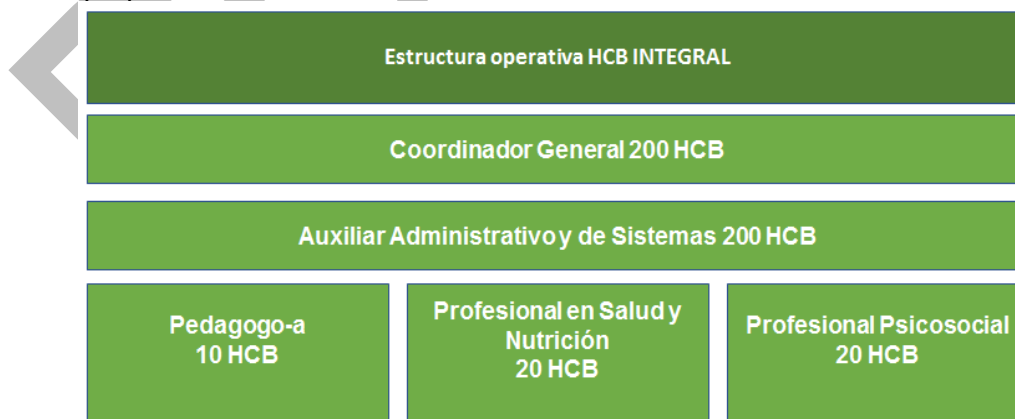 Estructura operativa HCB INTEGRAL
Coordinador General 200 HCB
Auxiliar Administrativo y de Sistemas 200 HCB
Pedagogo-a
10 HCB
Profesional en Salud y
Nutrición
20 HCB
Profesional Psicosocial
20 HCB